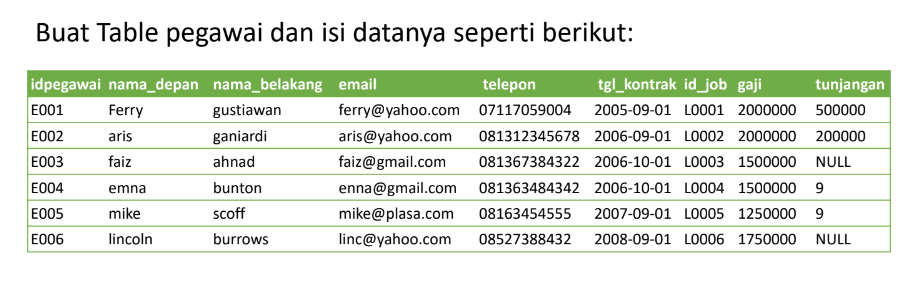 Buat Table pegawai dan isi datanya seperti berikut:
idpegawai nama_depan nama_belakang email telepon tgl_kontrak id_job gaji tunjangan
E001 Ferry gustiawan ferry@yahoo.com 07117059004 2005-09-01 L0001 2000000 500000
E002 aris ganiardi aris@yahoo.com 081312345678 2006-09-01 L0002 2000000 200000
E003 faiz ahnad faiz@gmail.com 081367384322 2006-10-01 L0003 1500000 NULL
E004 emna bunton enna@gmail.com 081363484342 2006-10-01 L0004 1500000 9
E005 mike scoff mike@plasa.com 08163454555 2007-09-01 L0005 1250000 9
E006 lincoln burrows linc@yahoo.com 08527388432 2008-09-01 L0006 1750000 NULL